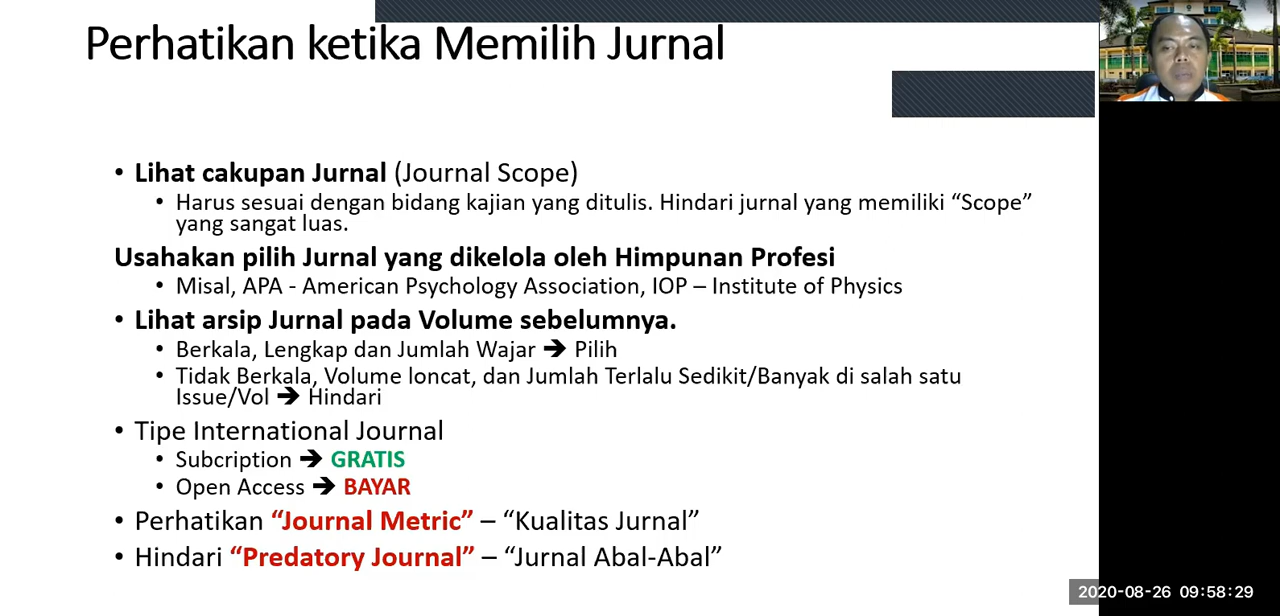 Perhatikan ketika Memilih Jurnal
• Lihat cakupan Jurnal (Journal Scope)
• Harus sesuai dengan bidang kajian yang ditulis. Hindari jurnal yang memiliki “Scope”
yang sangat luas.
Usahakan pilih Jurnal yang dikelola oleh Himpunan Profesi
• Misal, APA - American Psychology Association, IOP – Institute of Physics
• Lihat arsip Jurnal pada Volume sebelumnya.
• Berkala, Lengkap dan Jumlah Wajar ➔ Pilih
• Tidak Berkala, Volume loncat, dan Jumlah Terlalu Sedikit/Banyak di salah satu
Issue/Vol ➔ Hindari
• Tipe International Journal
• Subcription ➔ GRATIS
• Open Access ➔ BAYAR
• Perhatikan “Journal Metric” – “Kualitas Jurnal”
• Hindari “Predatory Journal” – “Jurnal Abal-Abal”
2020-08-26 09:58:29